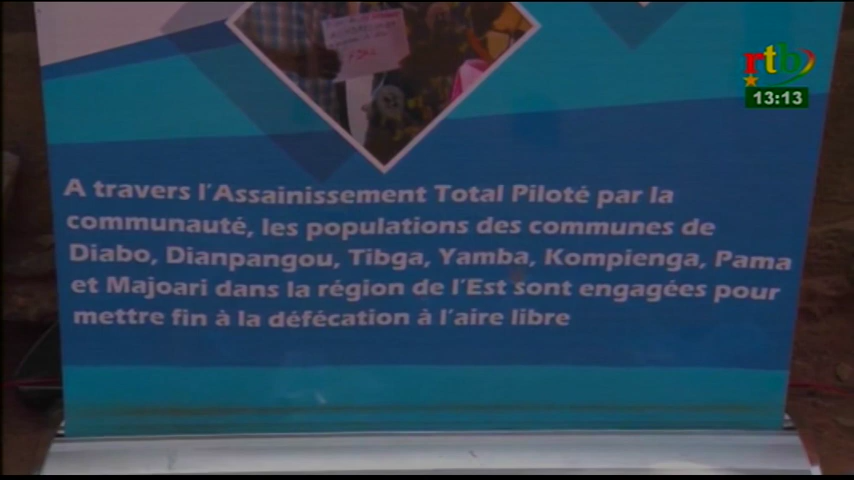 rtb
13:13
A travers l'Assainissement Total Piloté par la
communauté, les populations des communes de
Diabo, Dianpangou, Tibga, Yamba, Kompienga, Pama
et Majoari dans la région de l'Est sont engagées pour
mettre fin à la défécation à l'aire libre